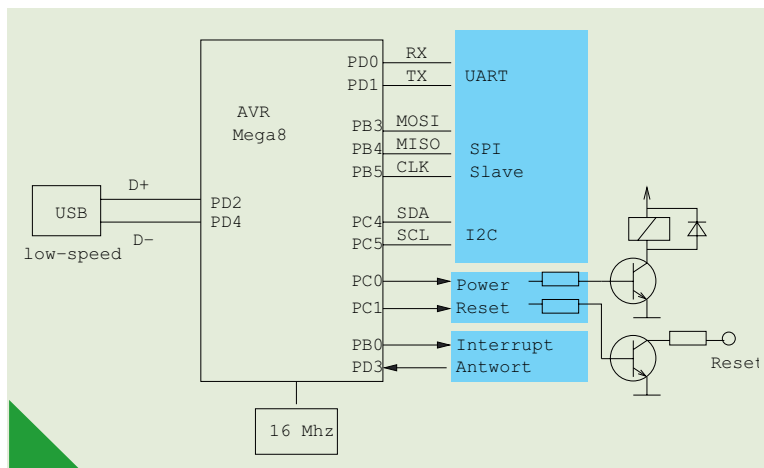 RX
PD0
TX
PD1
UART
AVR
Mega8
PB3 MOSI
PB4 MISO SPI
PB5 CLK Slave
D+
USB
PD2
PD4
D-
low-speed
PC4 SDA
PC5 SCL I2C
PC0 Power
PC1 Reset
PB0 Interrupt
PD3 Antwort
Reset
16 Mhz